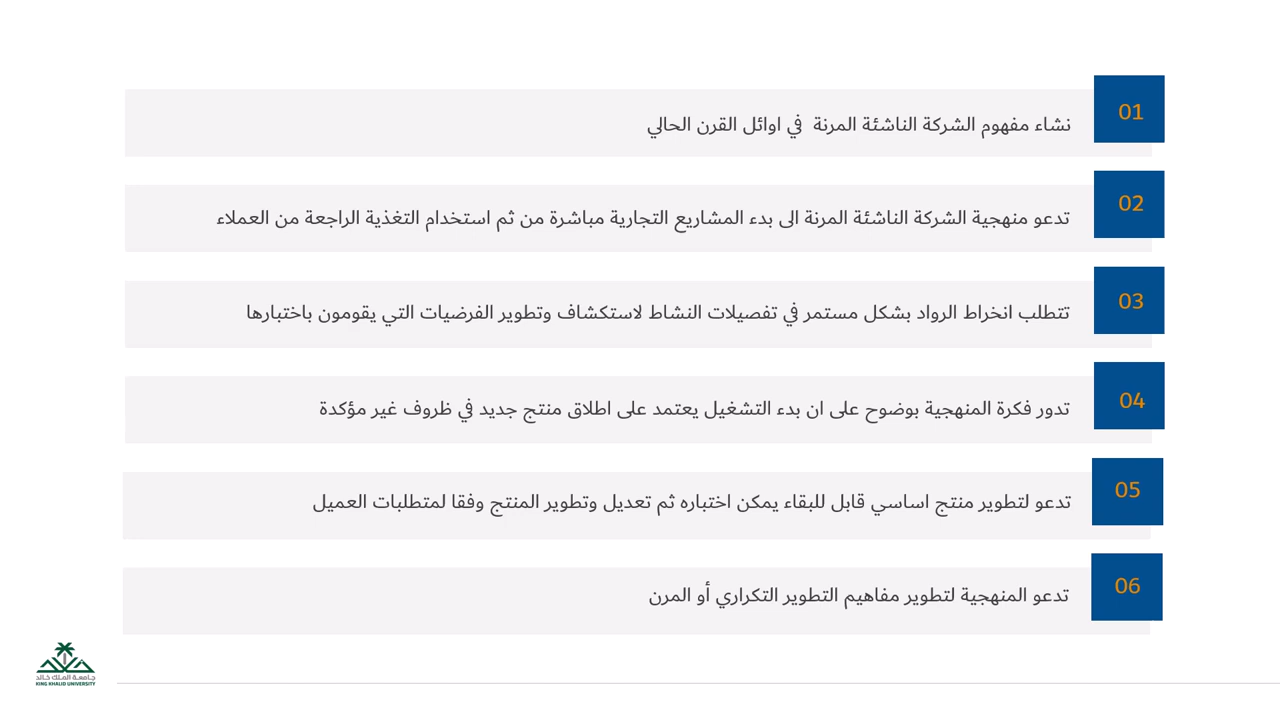 01
نشاء مفهوم الشركة الناشئة المرنة في اوائل القرن الحالي
02
تدعو منهجية الشركة الناشئة المرنة الى بدء المشاريع التجارية مباشرة من ثم استخدام التغذية الراجعة من العملاء
03
تتطلب انخراط الرواد بشكل مستمر في تفصيلات النشاط لاستكشاف وتطوير الفرضيات التي يقومون باختبارها
04
تدور فكرة المنهجية بوضوح على ان بدء التشغيل يعتمد على اطلاق منتج جديد في ظروف غير مؤكدة
05
تدعو لتطوير منتج اساسي قابل للبقاء يمكن اختباره ثم تعديل وتطوير المنتج وفقا لمتطلبات العميل
06
تدعو المنهجية لتطوير مفاهيم التطوير التكراري أو المرن
جامعة الملك خالد
KING KHALID UNIVERSITY